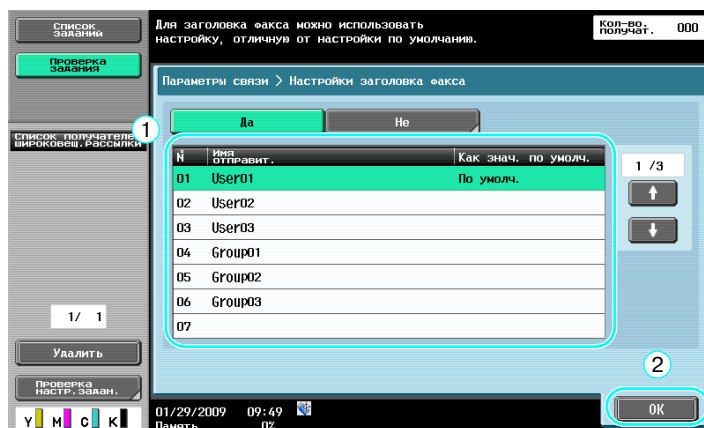 Список
заданий
Для заголовка факса можно использовать
настройку, отличную от настройки по умолчанию.
Кол-во.
получат. 000
Проверка
задания
Параметры связи > Настройки заголовка факса
Да
Не
1
Список получателе
широковещ.рассылки
N
Имя
отправит.
Как знач. по умолч.
1 /3
01 User01 По умолч.
02 User02
03 User03
04 Group01
05 Group02
06 Group03
07
1/ 1
Удалить
2
Проверка
настр.задан.
OK
Y M C K
01/29/2009 09:49
Память 0%